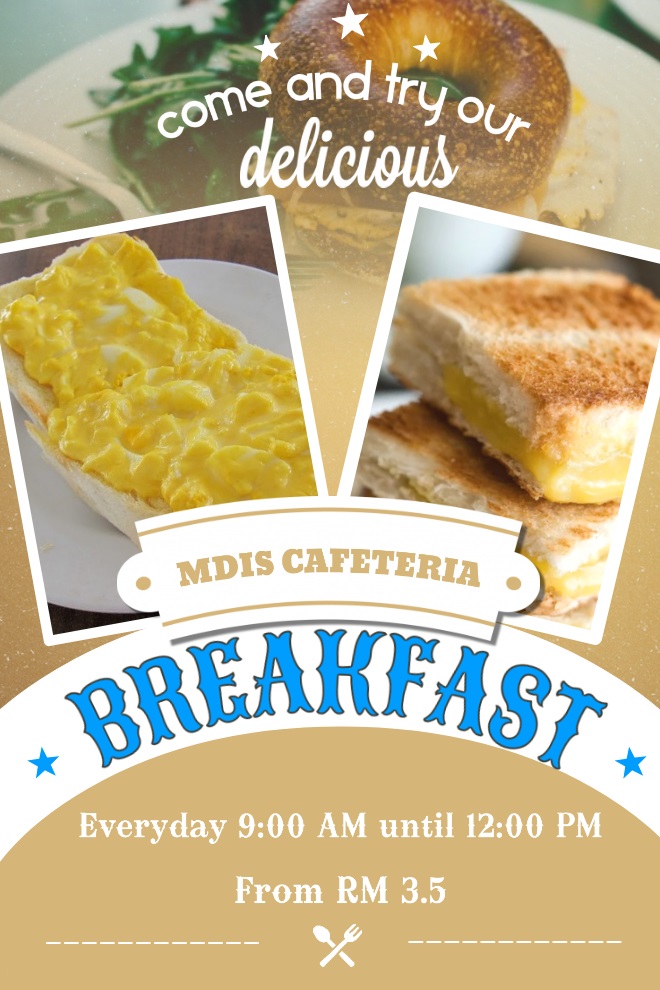 come and try our
delicious
MDIS CAFETERIA
BREAKFAST
Everyday 9:00 AM until 12:00 PM
From RM 3.5